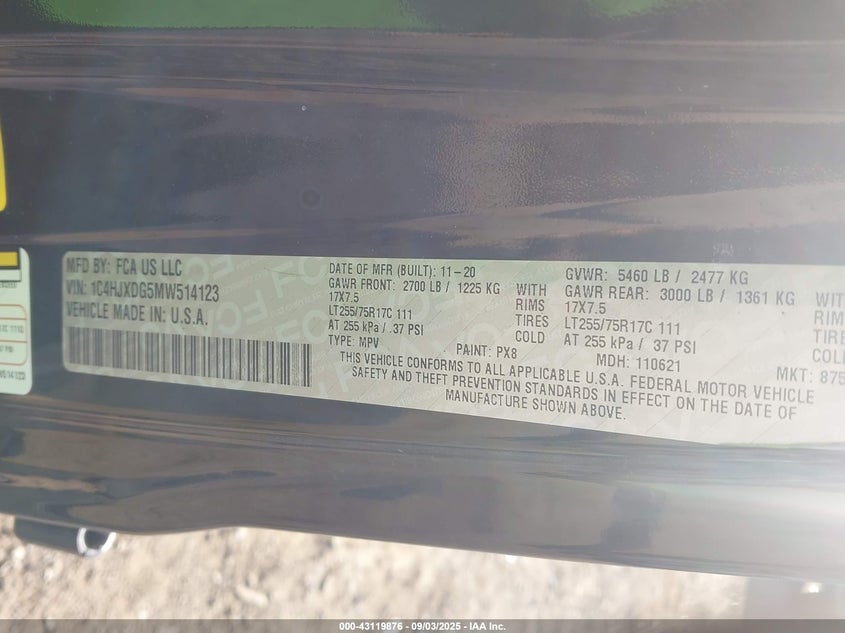 MFD BY: FCA US LLC
VIN: 1C4HJXDG5MW514123
VEHICLE MADE IN: U.S.A.
DATE OF MFR (BUILT): 11-20
GVWR: 5460 LB / 2477 KG
GAWR FRONT: 2700 LB / 1225 KG WITH
GAWR REAR: 3000 LB / 1361 KG WITH
17X7.5 RIMS
17X7.5 RIMS
LT255/75R17C 111 TIRES
LT255/75R17C 111
AT 255 kPa / 37 PSI COLD
AT 255 kPa / 37 PSI
TYPE: MPV
PAINT: PX8
MDH: 110621
MKT: 875
THIS VEHICLE CONFORMS TO ALL APPLICABLE U.S.A. FEDERAL MOTOR VEHICLE
SAFETY AND THEFT PREVENTION STANDARDS IN EFFECT ON THE DATE OF
MANUFACTURE SHOWN ABOVE.
000-43119876 - 09/03/2025 - IAA Inc.